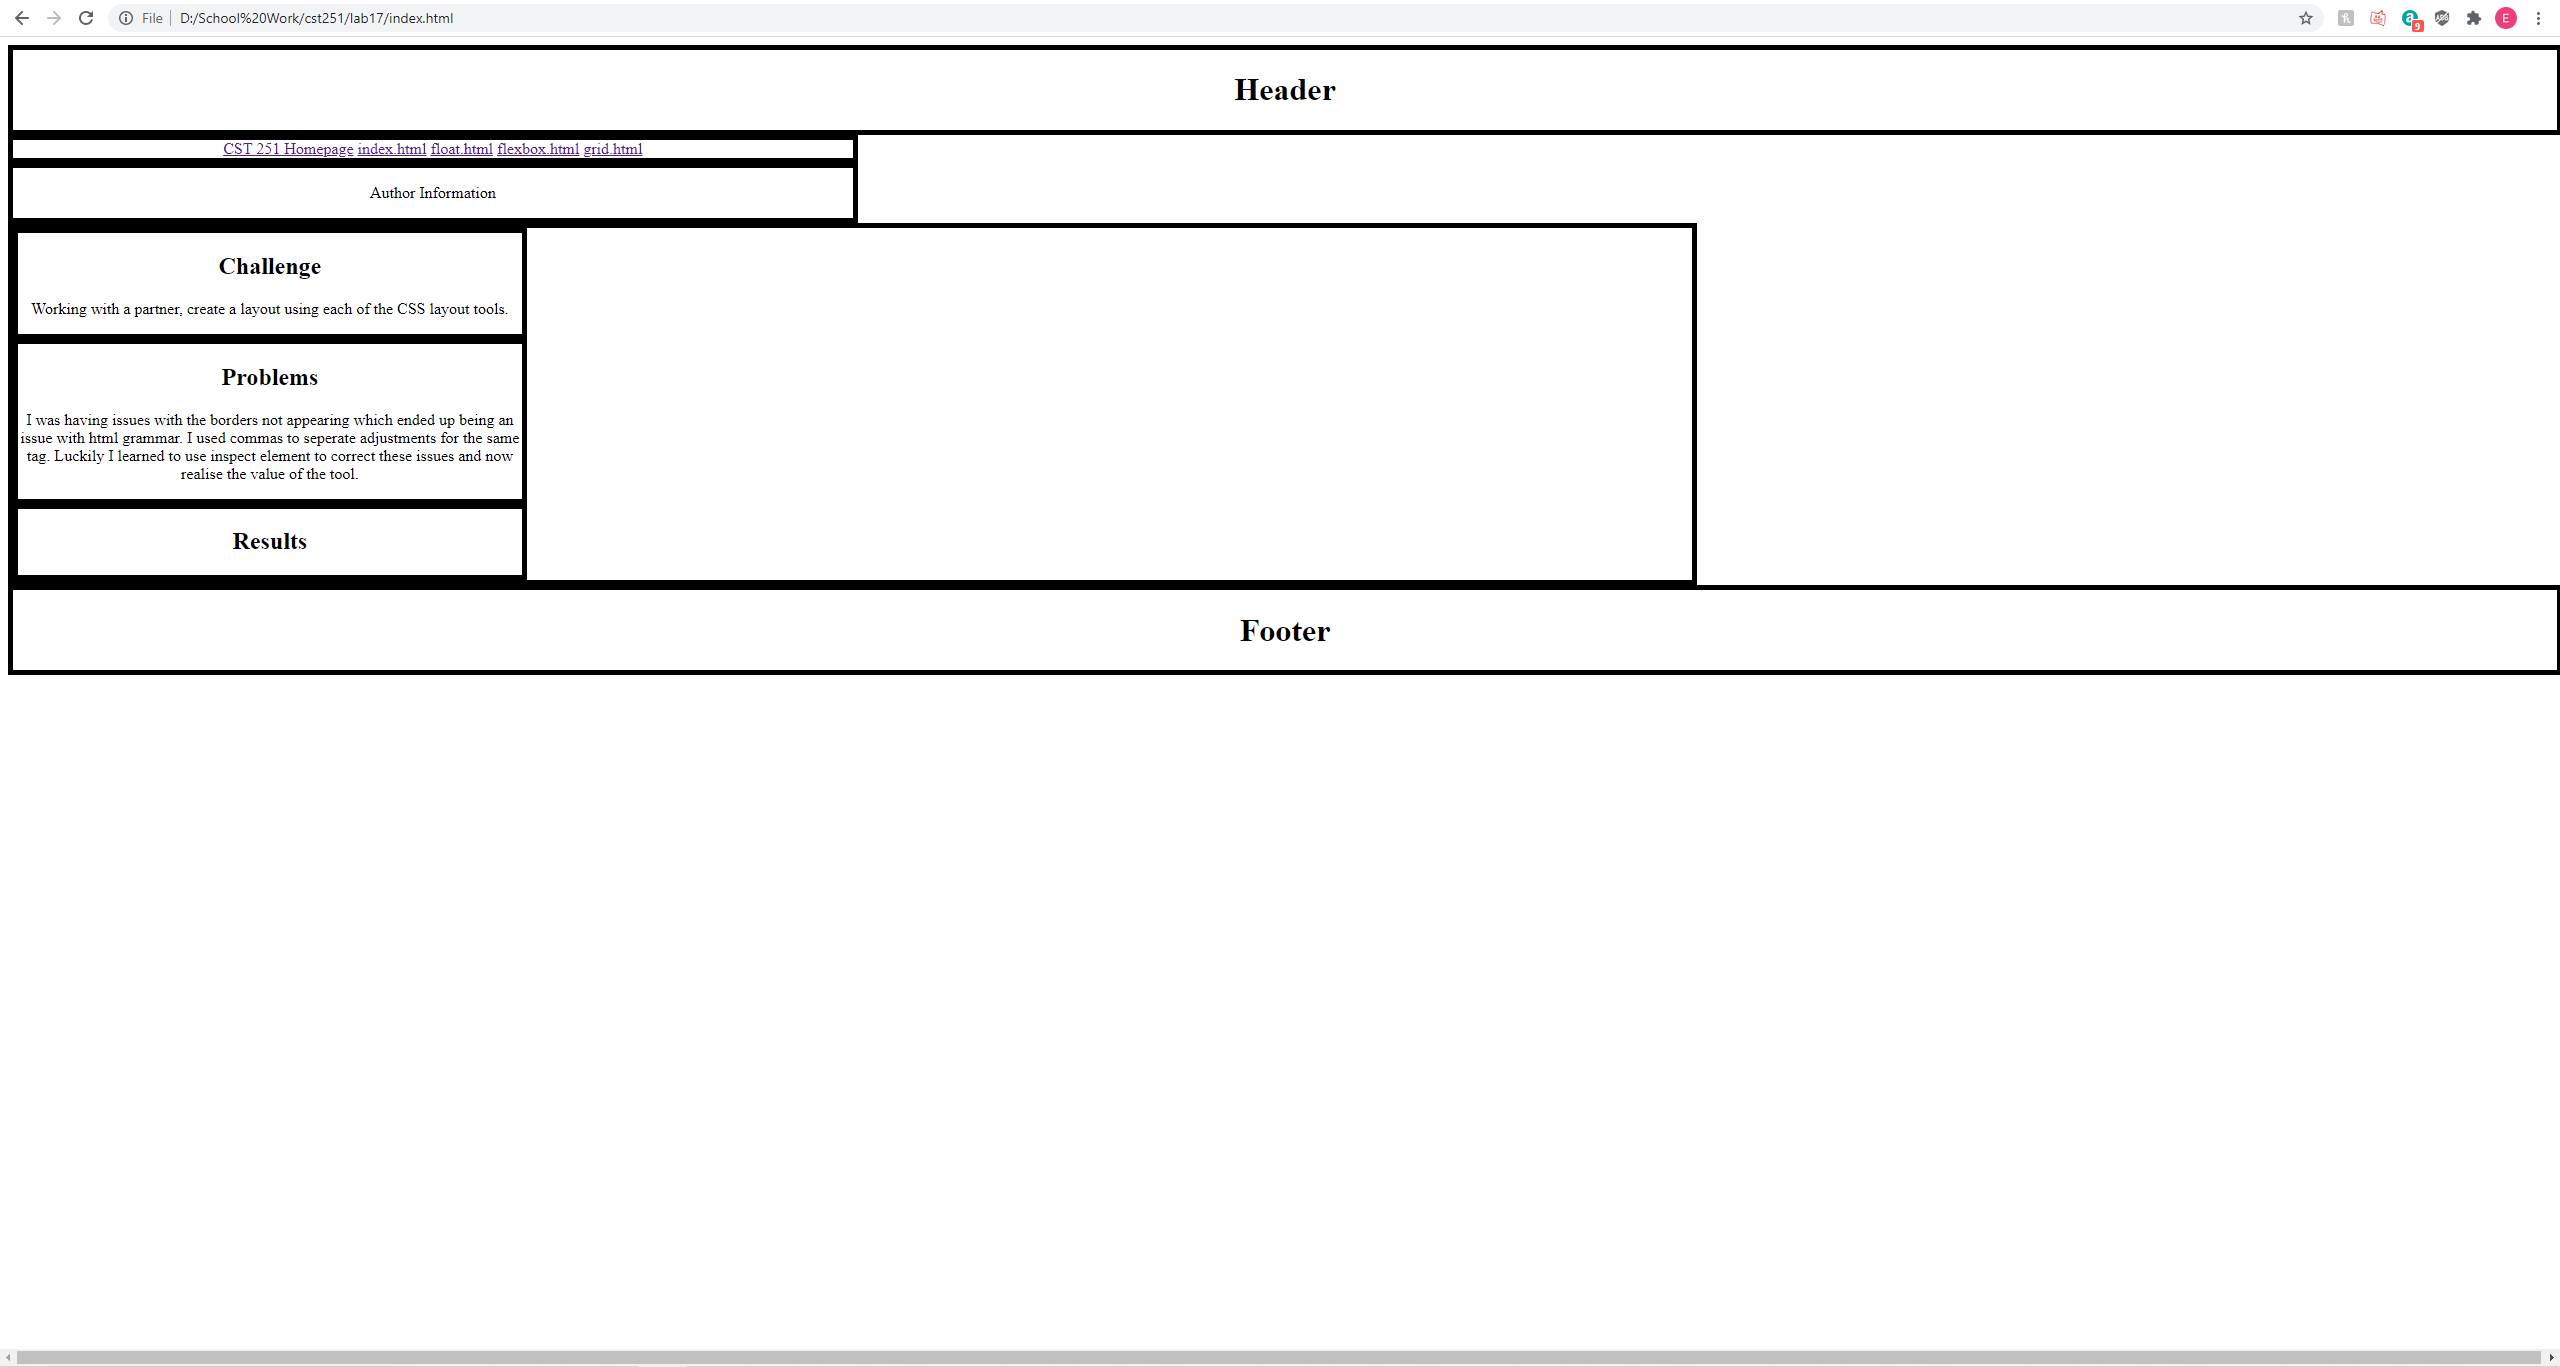 File D:/School%20Work/cst251/lab17/index.html
9
E
Header
CST 251 Homepage index.html float.html flexbox.html grid.html
Author Information
Challenge
Working with a partner, create a layout using each of the CSS layout tools.
Problems
I was having issues with the borders not appearing which ended up being an
issue with html grammar. I used commas to seperate adjustments for the same
tag. Luckily I learned to use inspect element to correct these issues and now
realise the value of the tool.
Results
Footer